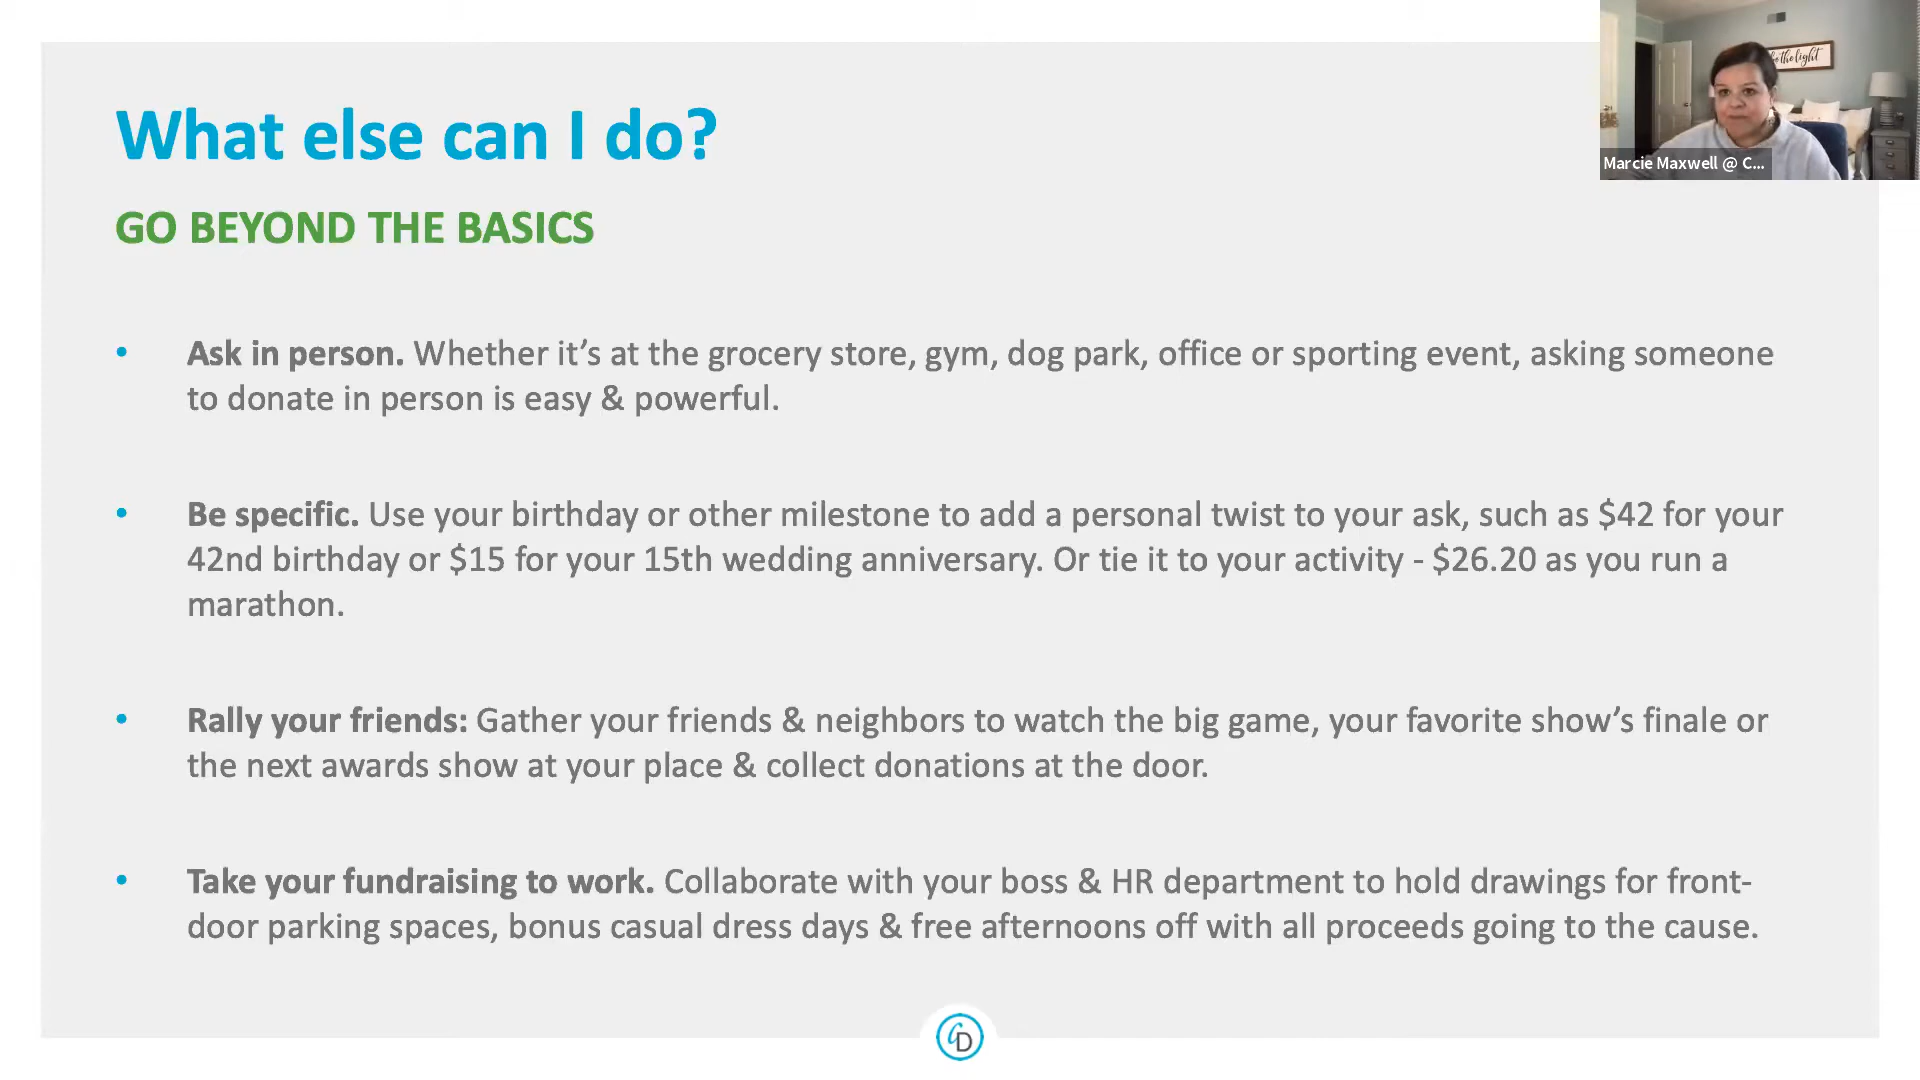 What else can I do?
GO BEYOND THE BASICS
• Ask in person. Whether it’s at the grocery store, gym, dog park, office or sporting event, asking someone
to donate in person is easy & powerful.
• Be specific. Use your birthday or other milestone to add a personal twist to your ask, such as $42 for your
42nd birthday or $15 for your 15th wedding anniversary. Or tie it to your activity - $26.20 as you run a
marathon.
• Rally your friends: Gather your friends & neighbors to watch the big game, your favorite show’s finale or
the next awards show at your place & collect donations at the door.
• Take your fundraising to work. Collaborate with your boss & HR department to hold drawings for front-
door parking spaces, bonus casual dress days & free afternoons off with all proceeds going to the cause.
the light
Marcie Maxwell @ C...
CD